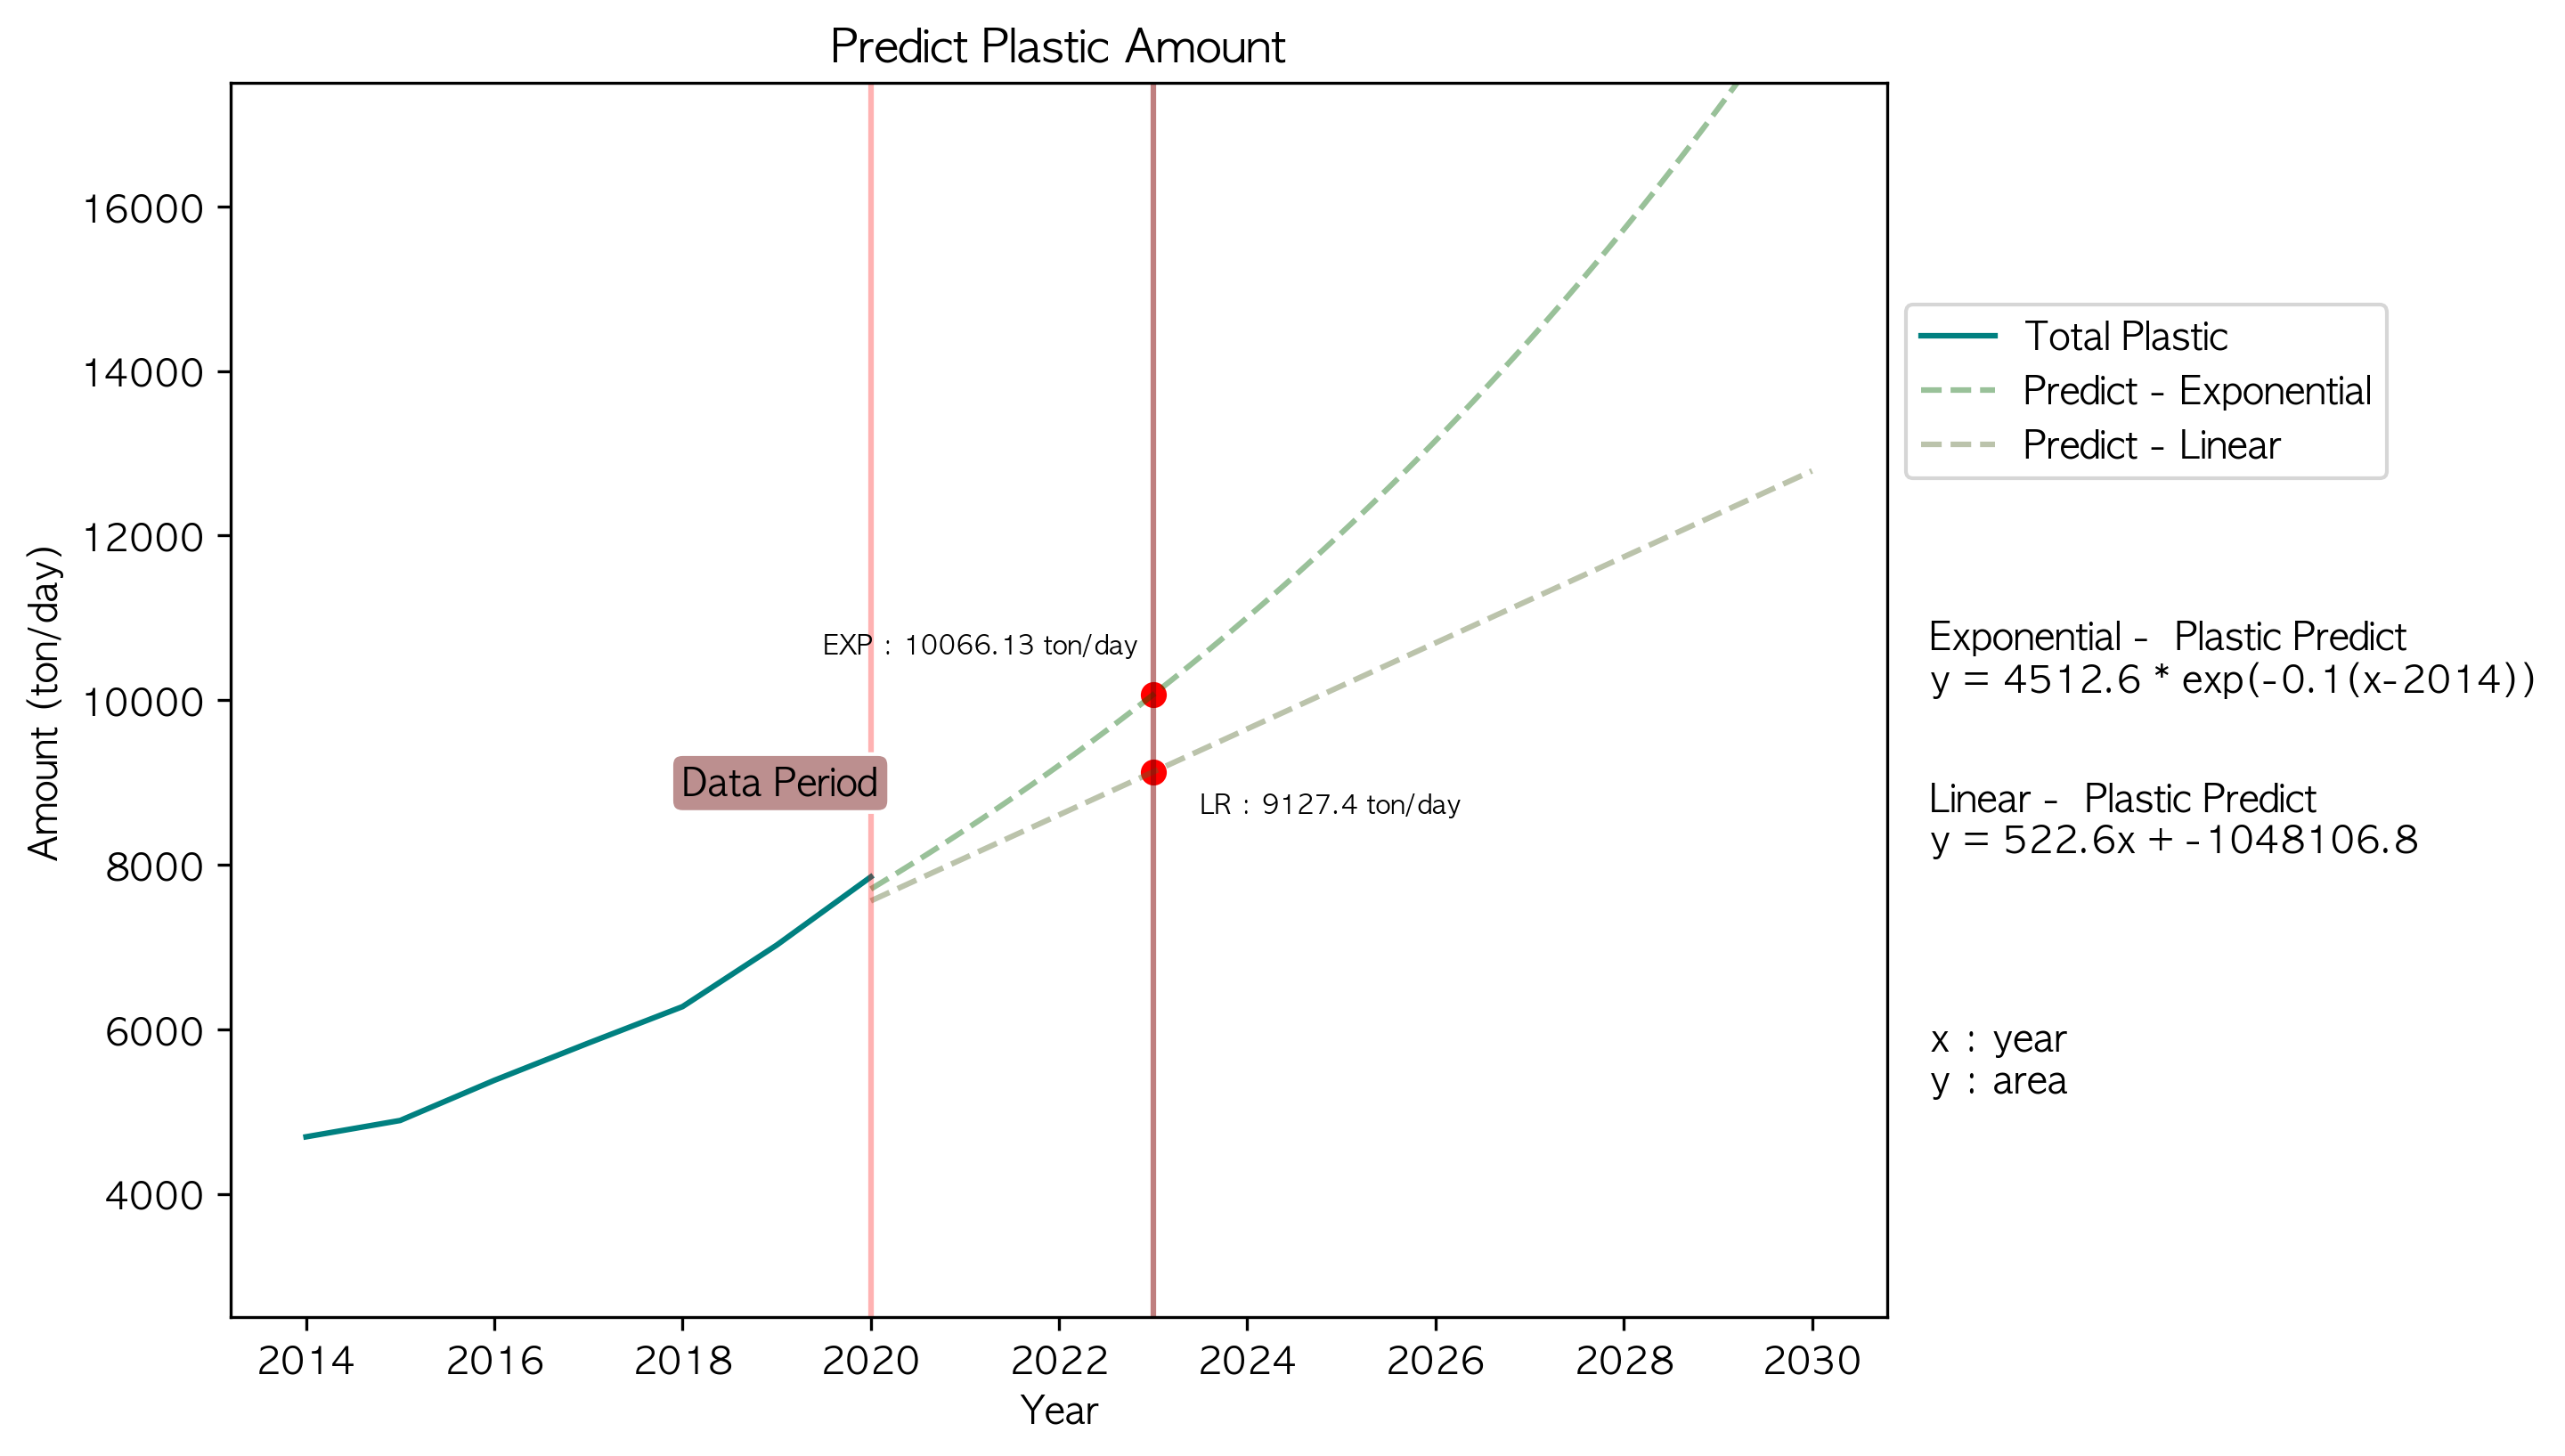 Predict Plastic Amount
Amount (ton/day)
16000
14000
12000
10000
8000
6000
4000
EXP : 10066.13 ton/day
Data Period
LR : 9127.4 ton/day
2014 2016 2018 2020 2022 2024 2026 2028 2030
Year
Total Plastic
Predict - Exponential
Predict - Linear
Exponential - Plastic Predict
y = 4512.6 * exp(-0.1(x-2014))
Linear - Plastic Predict
y = 522.6x + -1048106.8
x : year
y : area